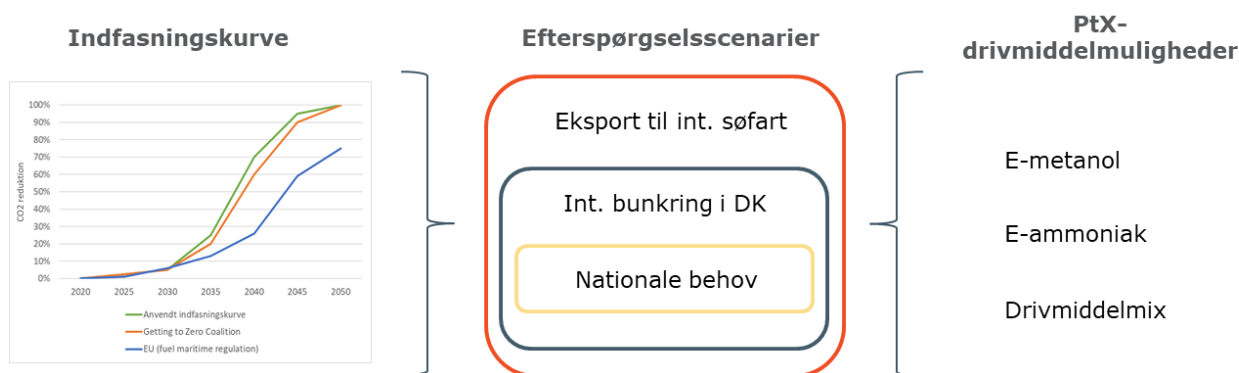 Indfasningskurve
CO2 reduktion
100%
90%
80%
70%
60%
50%
40%
30%
20%
10%
0%
2020 2025 2030 2035 2040 2045 2050
Anvendt indfasningskurve
Getting to Zero Coalition
EU (fuel maritime regulation)
Efterspørgselsscenarier
Eksport til int. søfart
Int. bunkring i DK
Nationale behov
PtX-
drivmiddelmuligheder
E-metanol
E-ammoniak
Drivmiddelmix